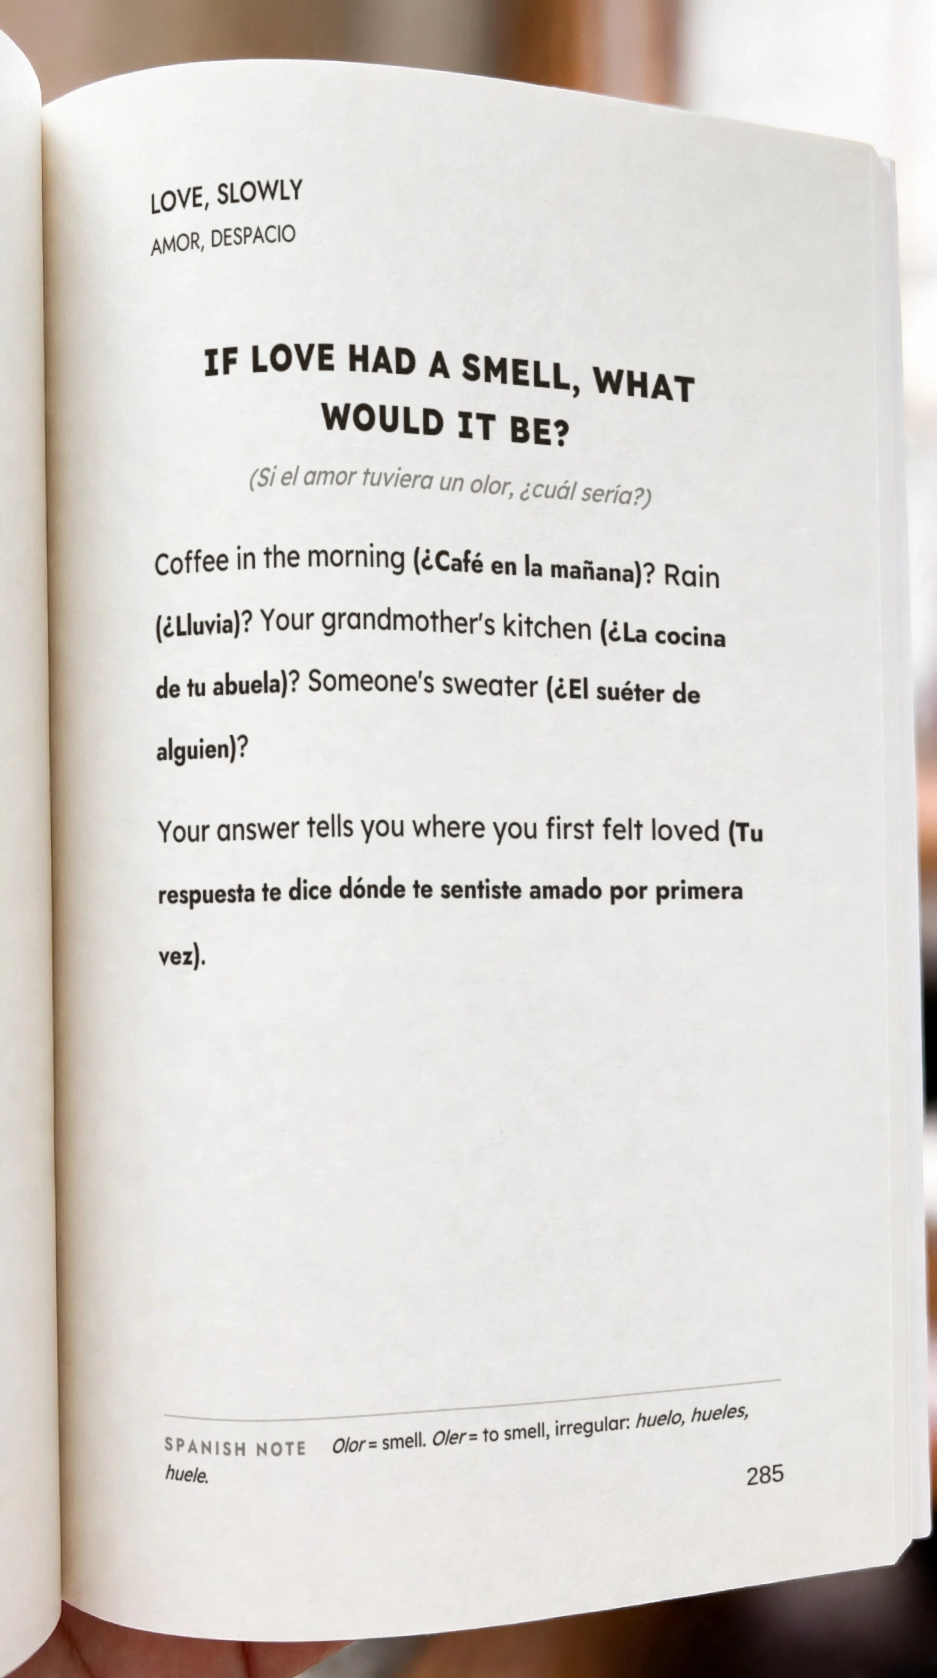 LOVE, SLOWLY
AMOR, DESPACIO
IF LOVE HAD A SMELL, WHAT
WOULD IT BE?
(Si el amor tuviera un olor, ¿cuál sería?)
Coffee in the morning (¿Café en la mañana)? Rain
(¿Lluvia)? Your grandmother's kitchen (¿La cocina
de tu abuela)? Someone's sweater (¿El suéter de
alguien)?
Your answer tells you where you first felt loved (Tu
respuesta te dice dónde te sentiste amado por primera
vez).
SPANISH NOTE Olor = smell. Oler = to smell, irregular: huelo, hueles,
huele.
285